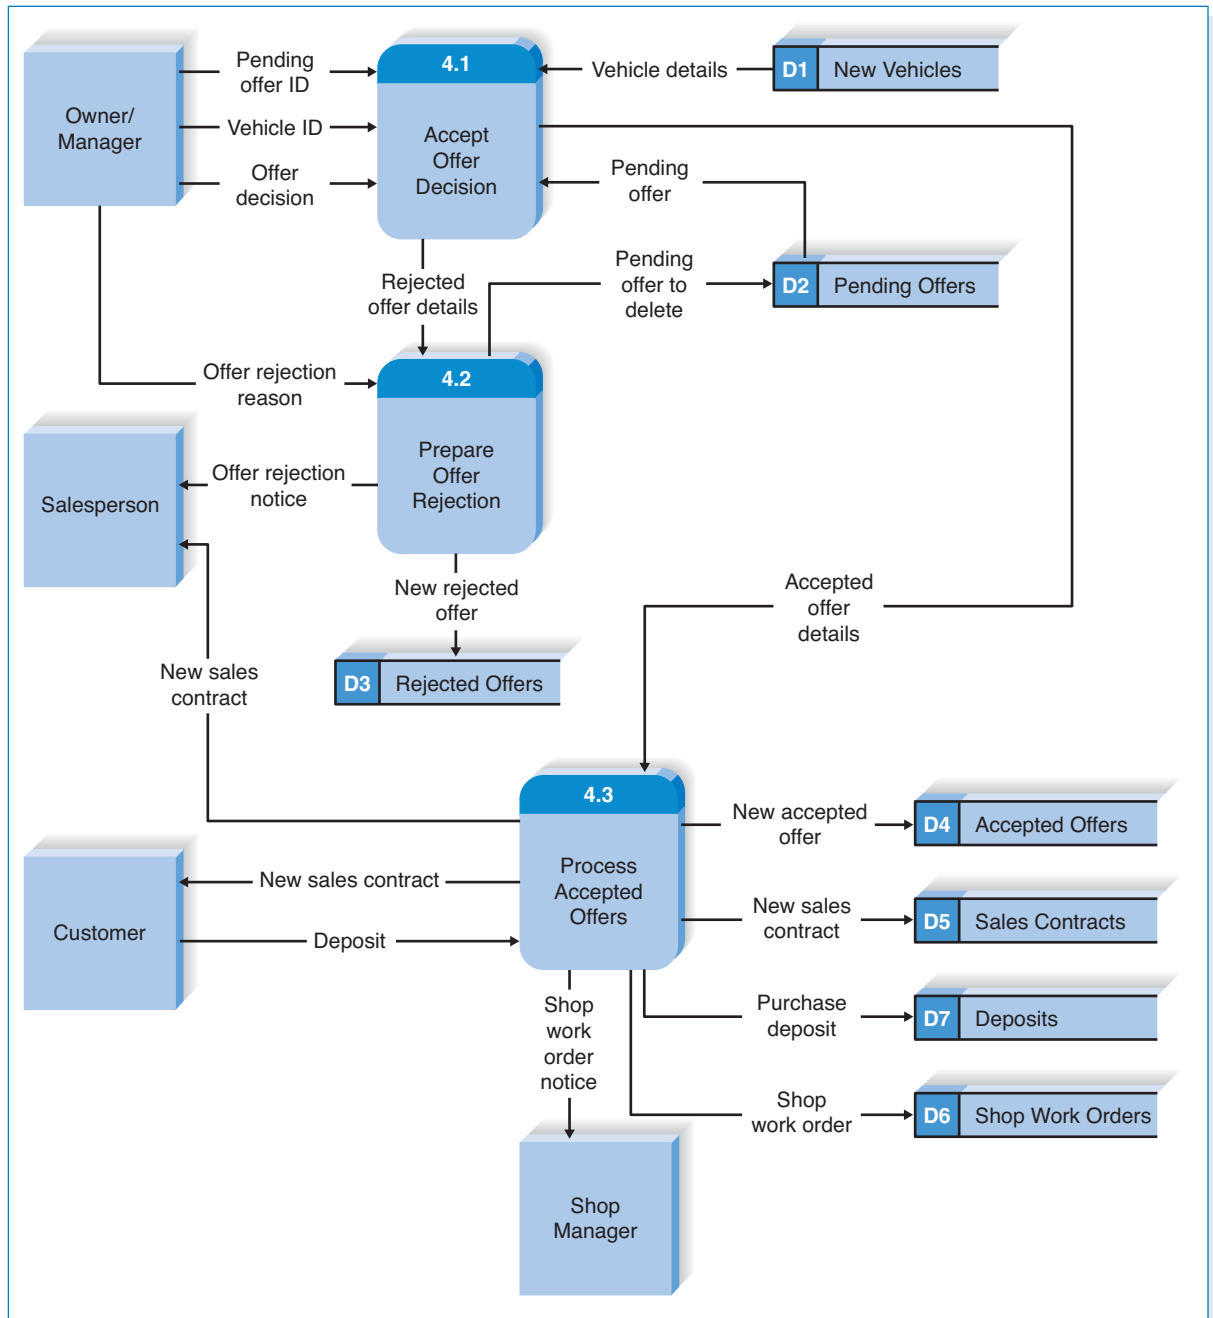 Owner/
Manager
Pending
offer ID
Vehicle ID
Offer
decision
4.1
Accept
Offer
Decision
Vehicle details
D1 New Vehicles
Pending
offer
Pending
offer to
delete
D2 Pending Offers
Rejected
offer details
Offer rejection
reason
4.2
Prepare
Offer
Rejection
Salesperson
Offer rejection
notice
New rejected
offer
D3 Rejected Offers
Accepted
offer
details
New sales
contract
4.3
Process
Accepted
Offers
New accepted
offer
D4 Accepted Offers
Customer
New sales contract
Deposit
New sales
contract
D5 Sales Contracts
Purchase
deposit
D7 Deposits
Shop
work order
D6 Shop Work Orders
Shop
work
order
notice
Shop
Manager